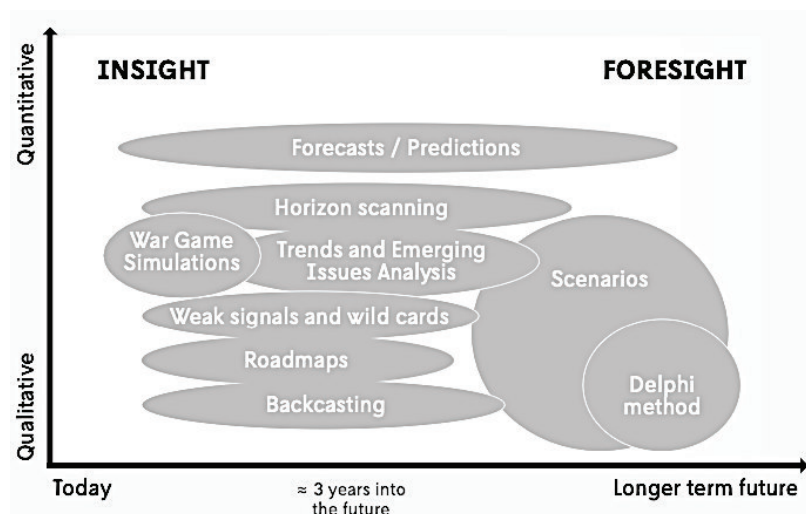 INSIGHT
FORESIGHT
Quantitative
Qualitative
Forecasts / Predictions
Horizon scanning
War Game
Simulations
Trends and Emerging
Issues Analysis
Scenarios
Weak signals and wild cards
Roadmaps
Delphi
method
Backcasting
Today
≈ 3 years into
the future
Longer term future